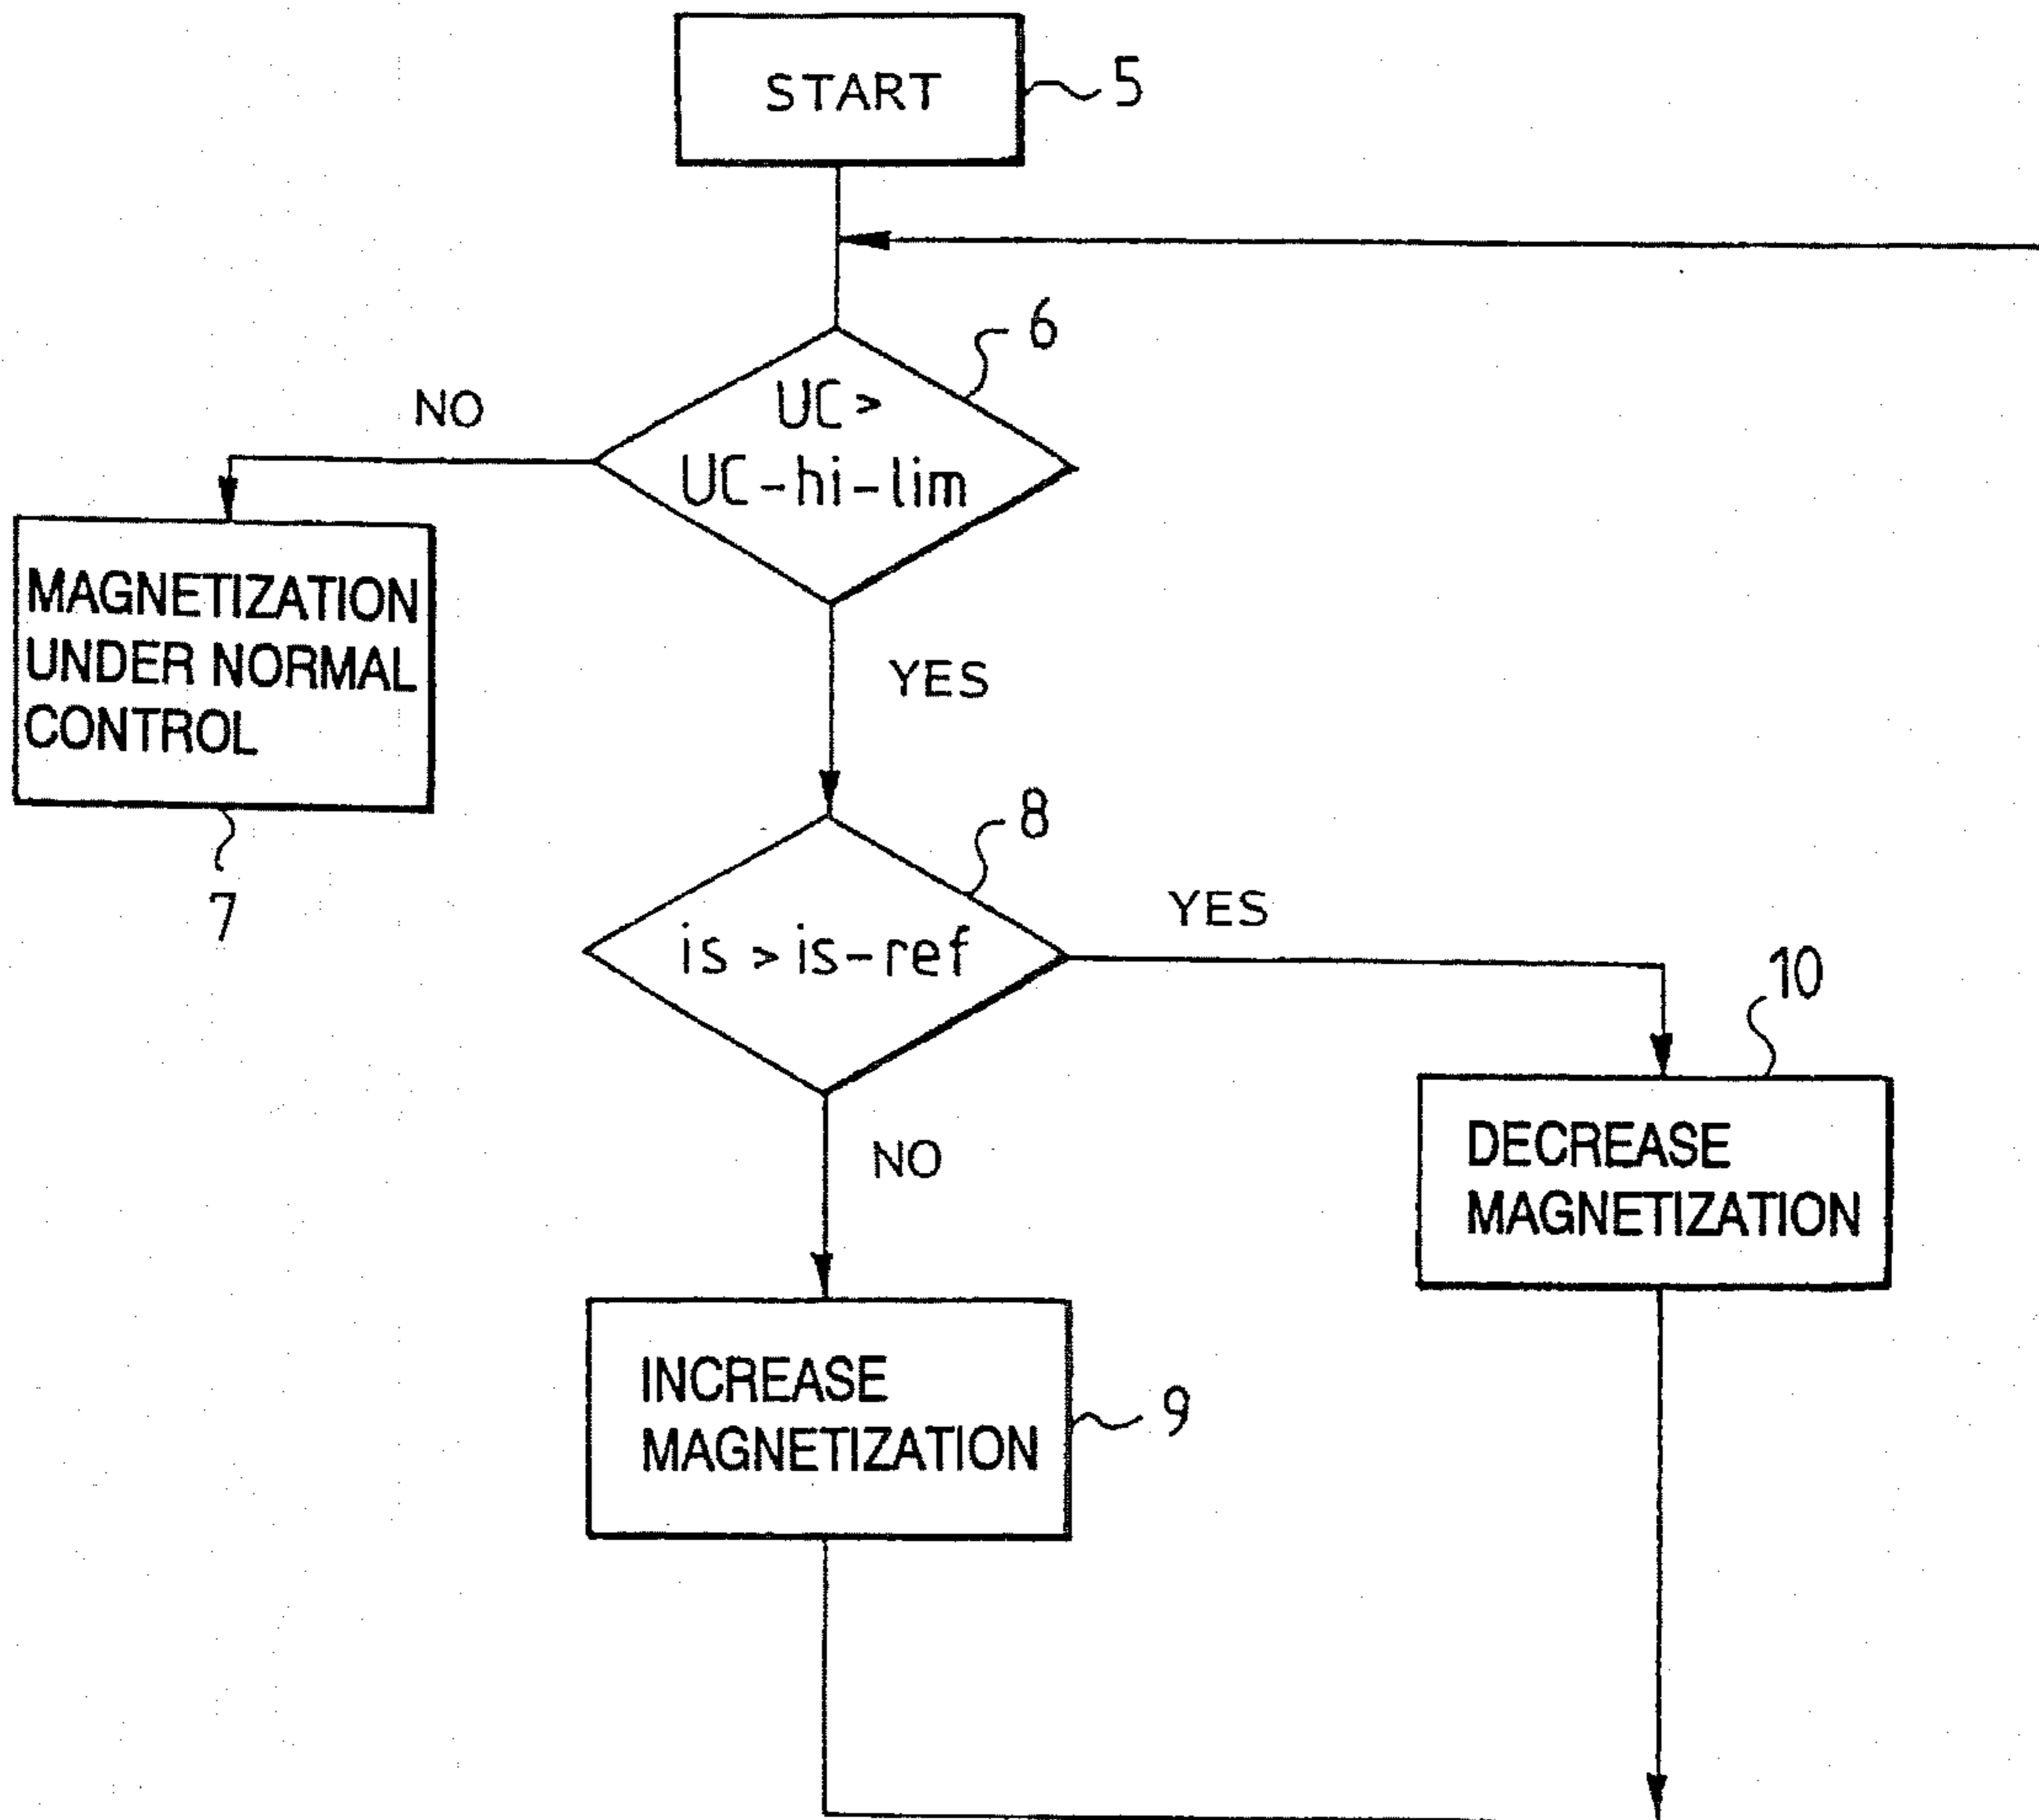 START
5
6
UC>
UC-hi-lim
NO
MAGNETIZATION
UNDER NORMAL
CONTROL
7
YES
8
is > is-ref
YES
10
DECREASE
MAGNETIZATION
NO
INCREASE
MAGNETIZATION
9